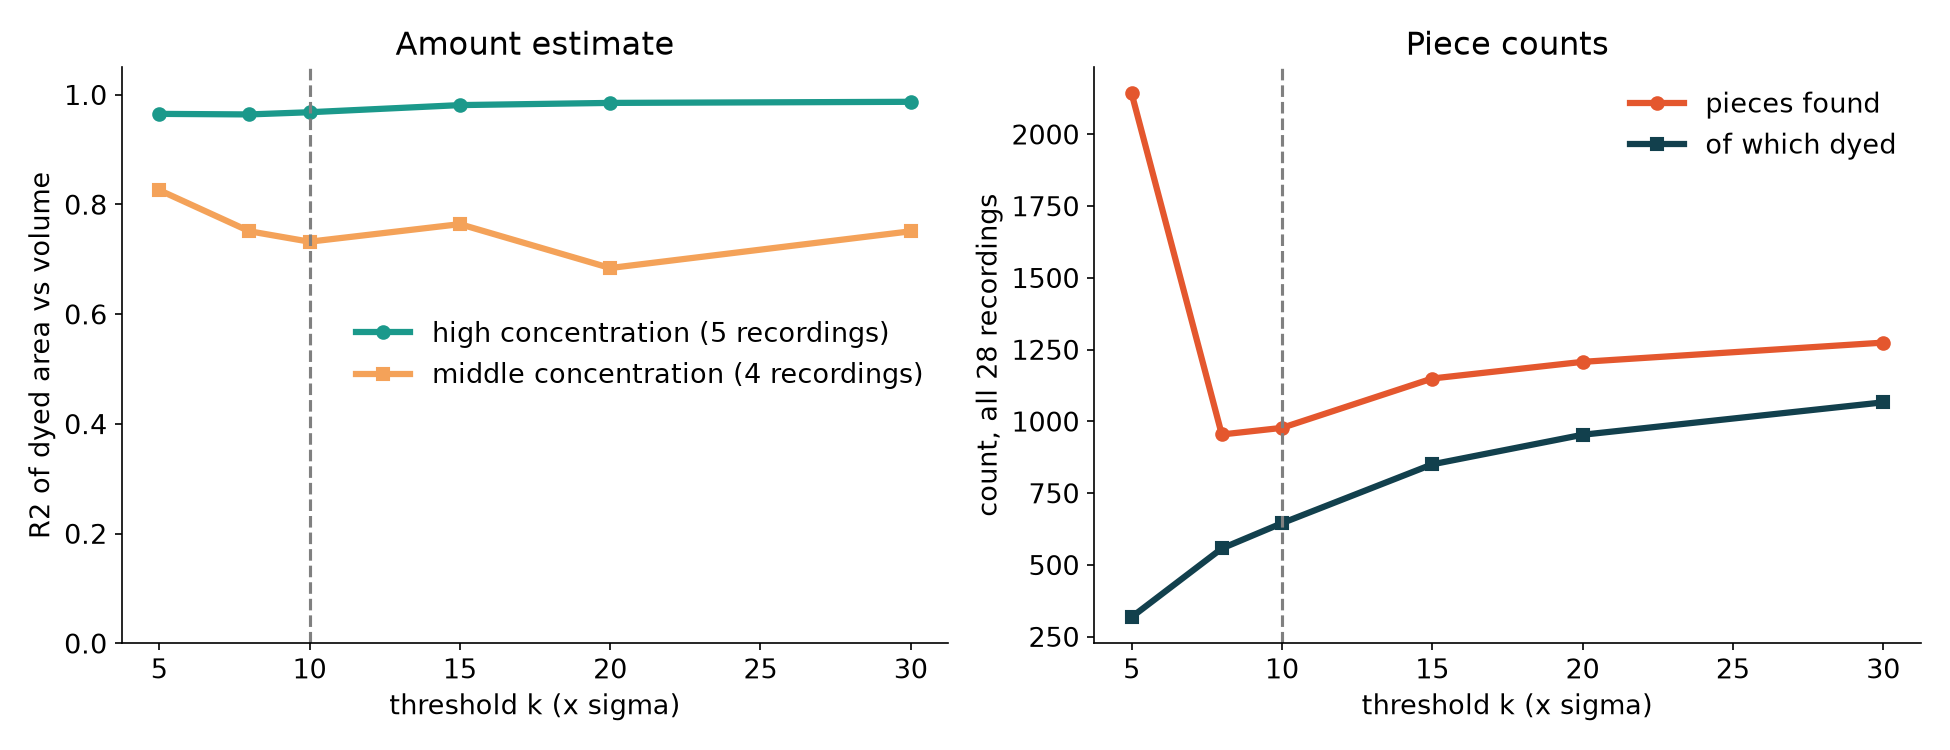 Amount estimate
R2 of dyed area vs volume
1.0
0.8
0.6
0.4
0.2
0.0
high concentration (5 recordings)
middle concentration (4 recordings)
5 10 15 20 25 30
threshold k (x sigma)
Piece counts
count, all 28 recordings
2000
1750
1500
1250
1000
750
500
250
pieces found
of which dyed
5 10 15 20 25 30
threshold k (x sigma)